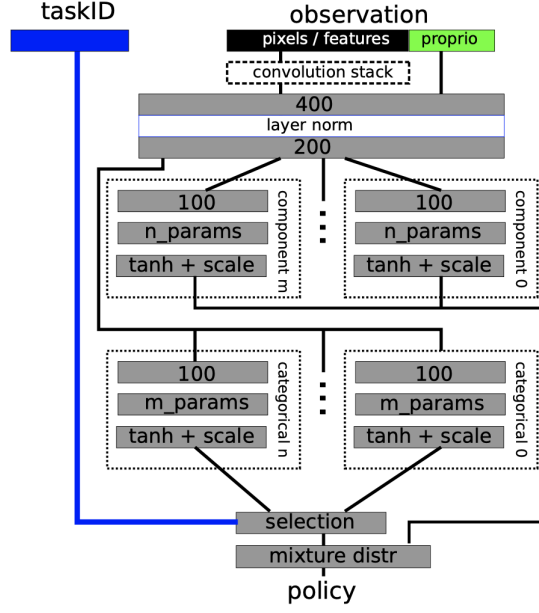 taskID
observation
pixels / features
proprio
convolution stack
400
layer norm
200
100
n_params
tanh + scale
component m
100
n_params
tanh + scale
component 0
100
m_params
tanh + scale
categorical n
100
m_params
tanh + scale
categorical 0
selection
mixture distr
policy